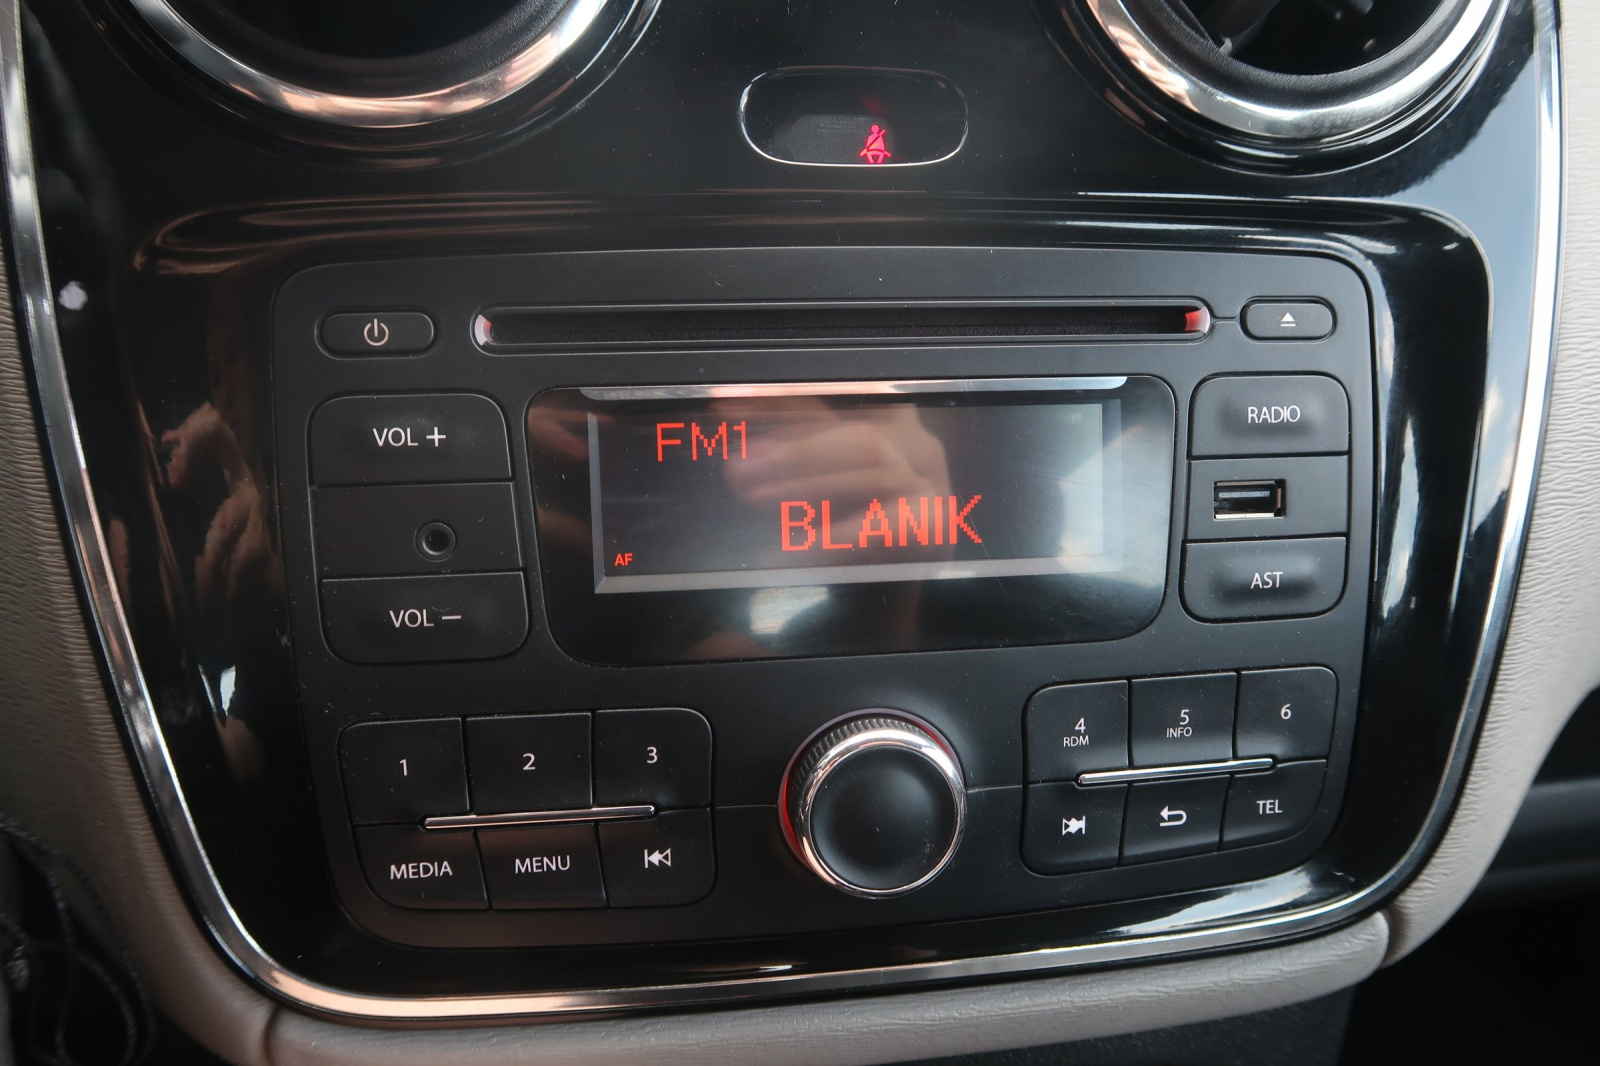 VOL +
VOL −
FM1
BLANIK
AF
RADIO
AST
1
2
3
MEDIA
MENU
4
RDM
5
INFO
6
TEL